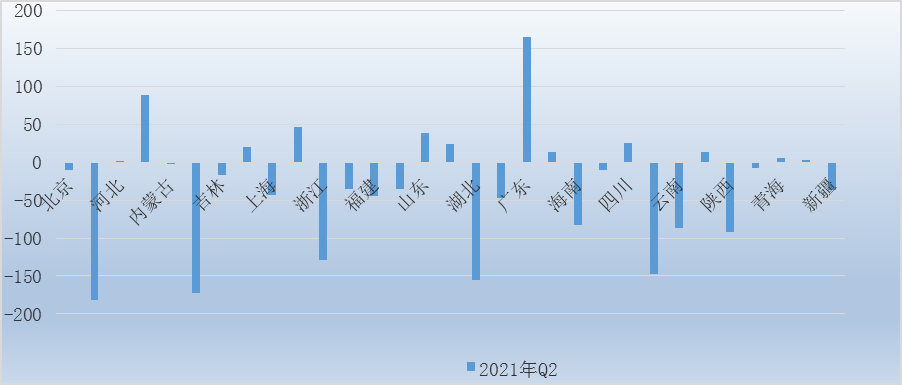 200
150
100
50
0
-50
-100
-150
-200
北京
河北
内蒙古
吉林
上海
浙江
福建
山东
湖北
广东
海南
四川
云南
陕西
青海
新疆
2021年Q2